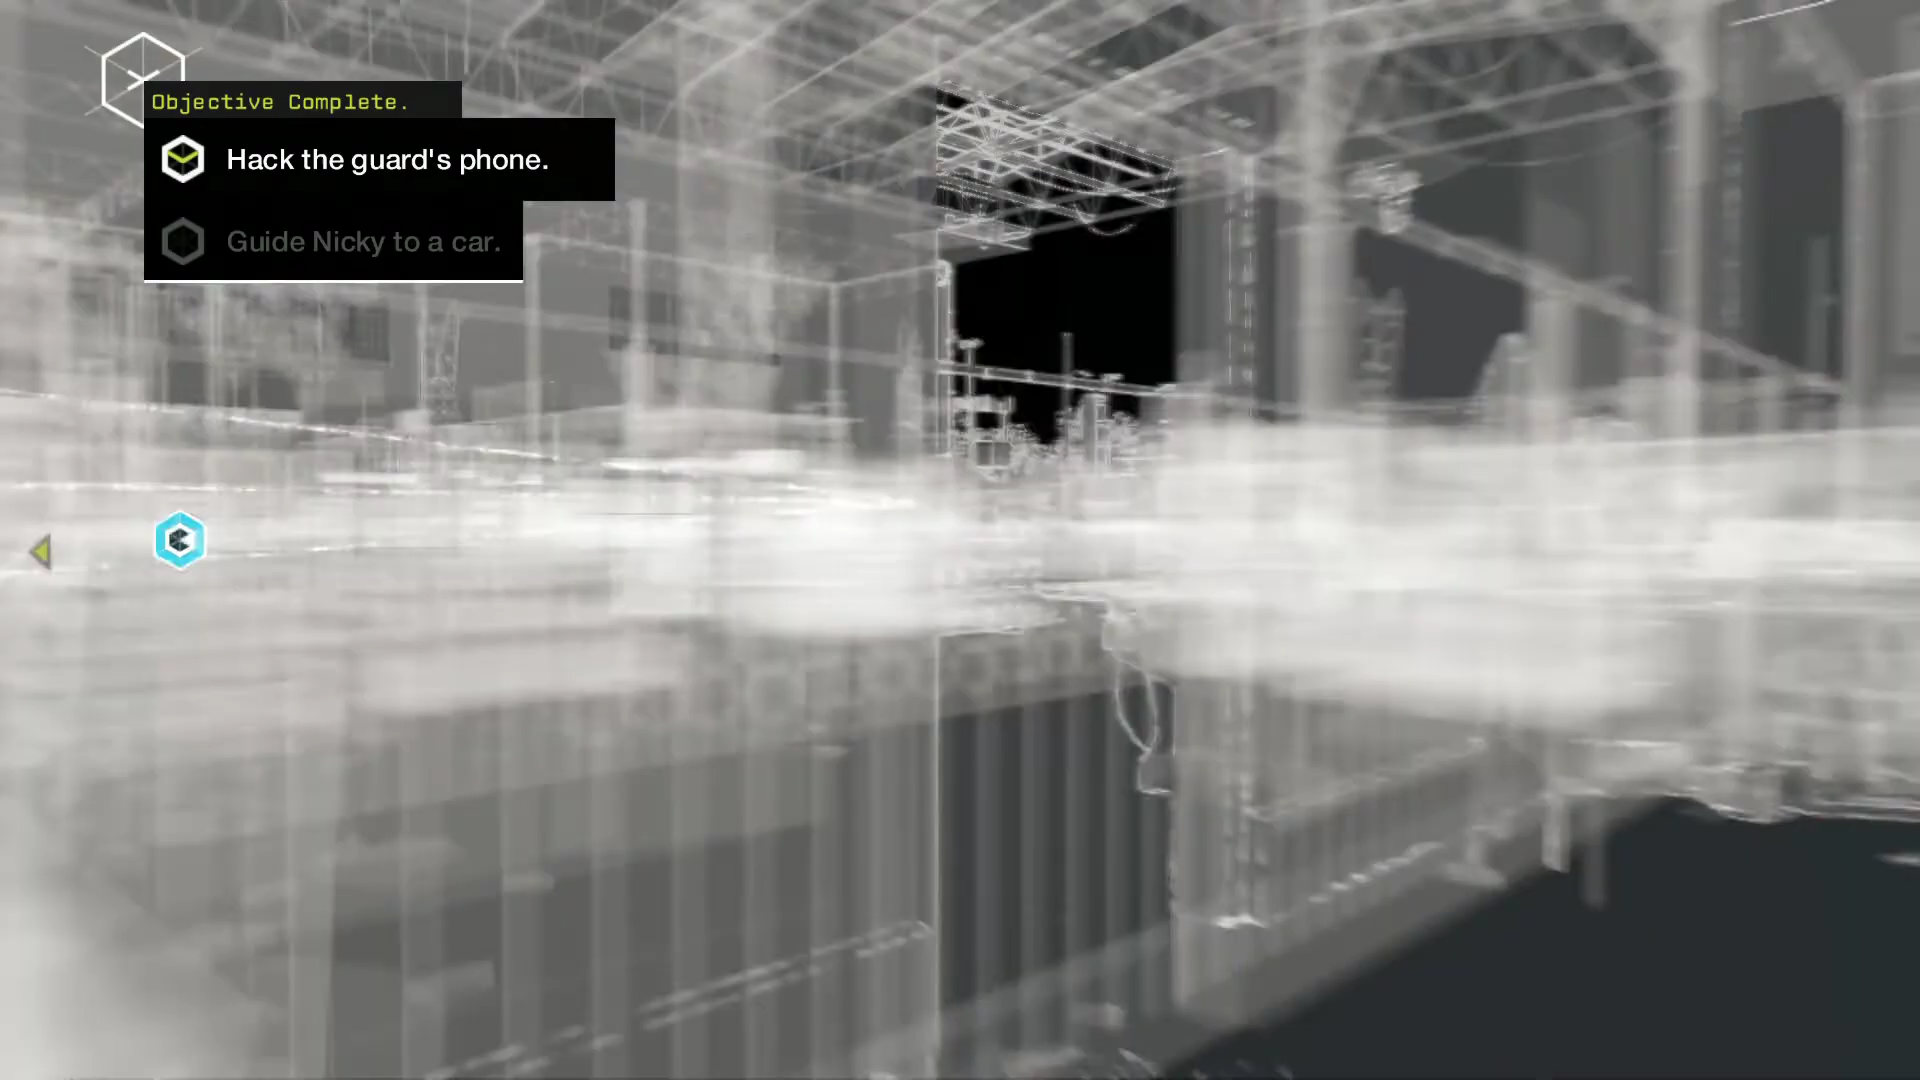 Objective Complete.
Hack the guard's phone.
Guide Nicky to a car.